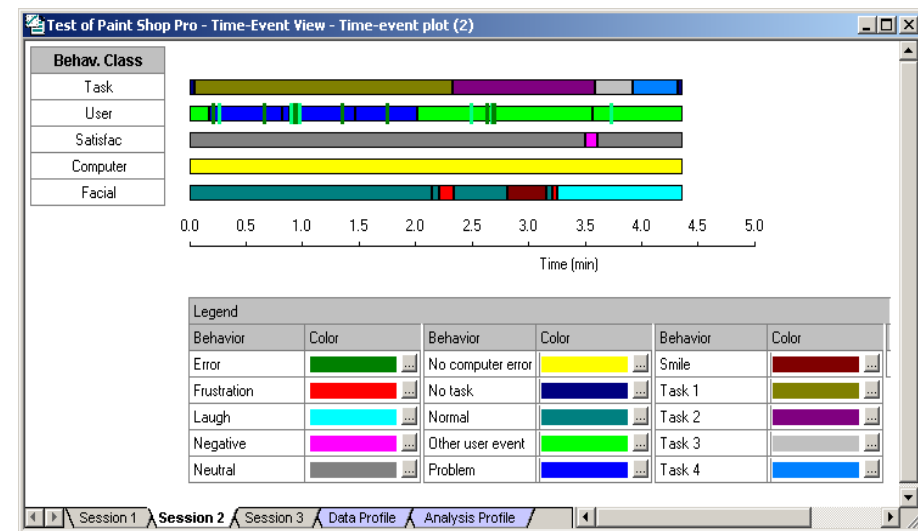 Test of Paint Shop Pro - Time-Event View - Time-event plot (2)
Behav. Class
Task
User
Satisfac
Computer
Facial
0.0 0.5 1.0 1.5 2.0 2.5 3.0 3.5 4.0 4.5 5.0
Time (min)
Legend
Behavior Color Behavior Color Behavior Color
Error ... No computer error ... Smile ...
Frustration ... No task ... Task 1 ...
Laugh ... Normal ... Task 2 ...
Negative ... Other user event ... Task 3 ...
Neutral ... Problem ... Task 4 ...
Session 1 Session 2 Session 3 Data Profile Analysis Profile